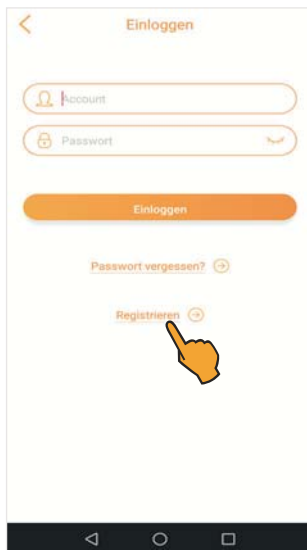 Einloggen
Account
Passwort
Einloggen
Passwort vergessen?
Registrieren